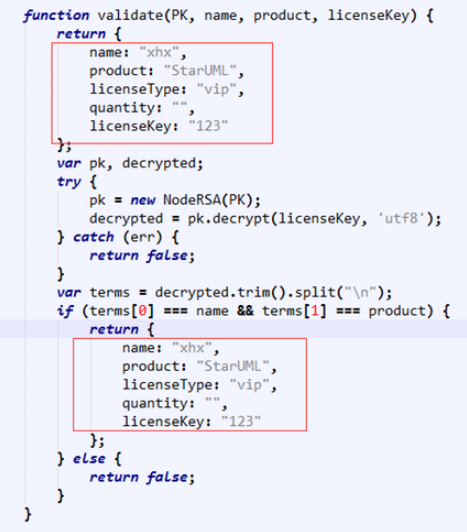 function validate(PK, name, product, licenseKey) {
return {
name: "xhx",
product: "StarUML",
licenseType: "vip",
quantity: "",
licenseKey: "123"
};
var pk, decrypted;
try {
pk = new NodeRSA(PK);
decrypted = pk.decrypt(licenseKey, 'utf8');
} catch (err) {
return false;
}
var terms = decrypted.trim().split("\n");
if (terms[0] === name && terms[1] === product) {
return {
name: "xhx",
product: "StarUML",
licenseType: "vip",
quantity: "",
licenseKey: "123"
};
} else {
return false;
}
}